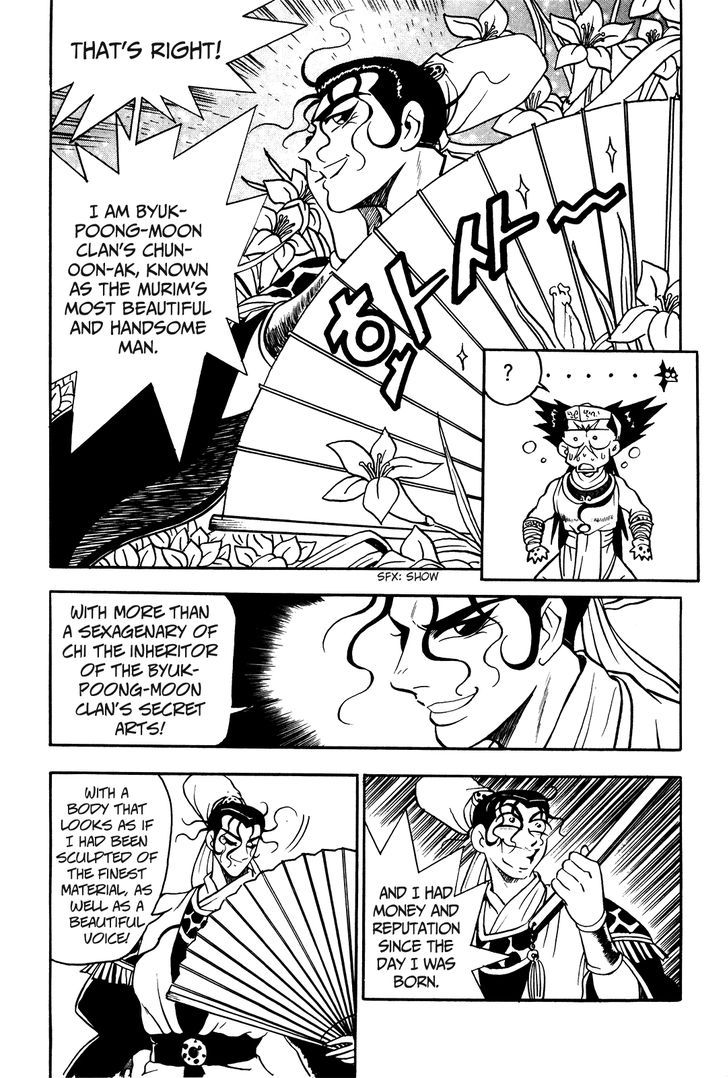 THAT'S RIGHT!
I AM BYUK-
POONG-MOON
CLAN'S CHUN-
OON-AK, KNOWN
AS THE MURIM'S
MOST BEAUTIFUL
AND HANDSOME
MAN.
화사~
?
......
SFX: SHOW
WITH MORE THAN
A SEXAGENARY OF
CHI THE INHERITOR
OF THE BYUK-
POONG-MOON
CLAN'S SECRET
ARTS!
WITH A
BODY THAT
LOOKS AS IF
I HAD BEEN
SCULPTED OF
THE FINEST
MATERIAL, AS
WELL AS A
BEAUTIFUL
VOICE!
AND I HAD
MONEY AND
REPUTATION
SINCE THE
DAY I WAS
BORN.